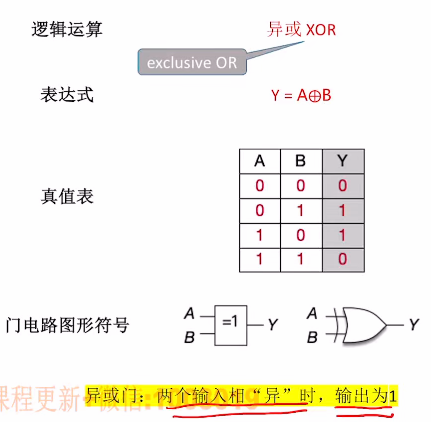 逻辑运算 异或 XOR
exclusive OR
表达式 Y = A⊕B
真值表
A B Y
0 0 0
0 1 1
1 0 1
1 1 0
门电路图形符号
A B =1 Y
A B Y
异或门：两个输入相“异”时，输出为1
课程更新